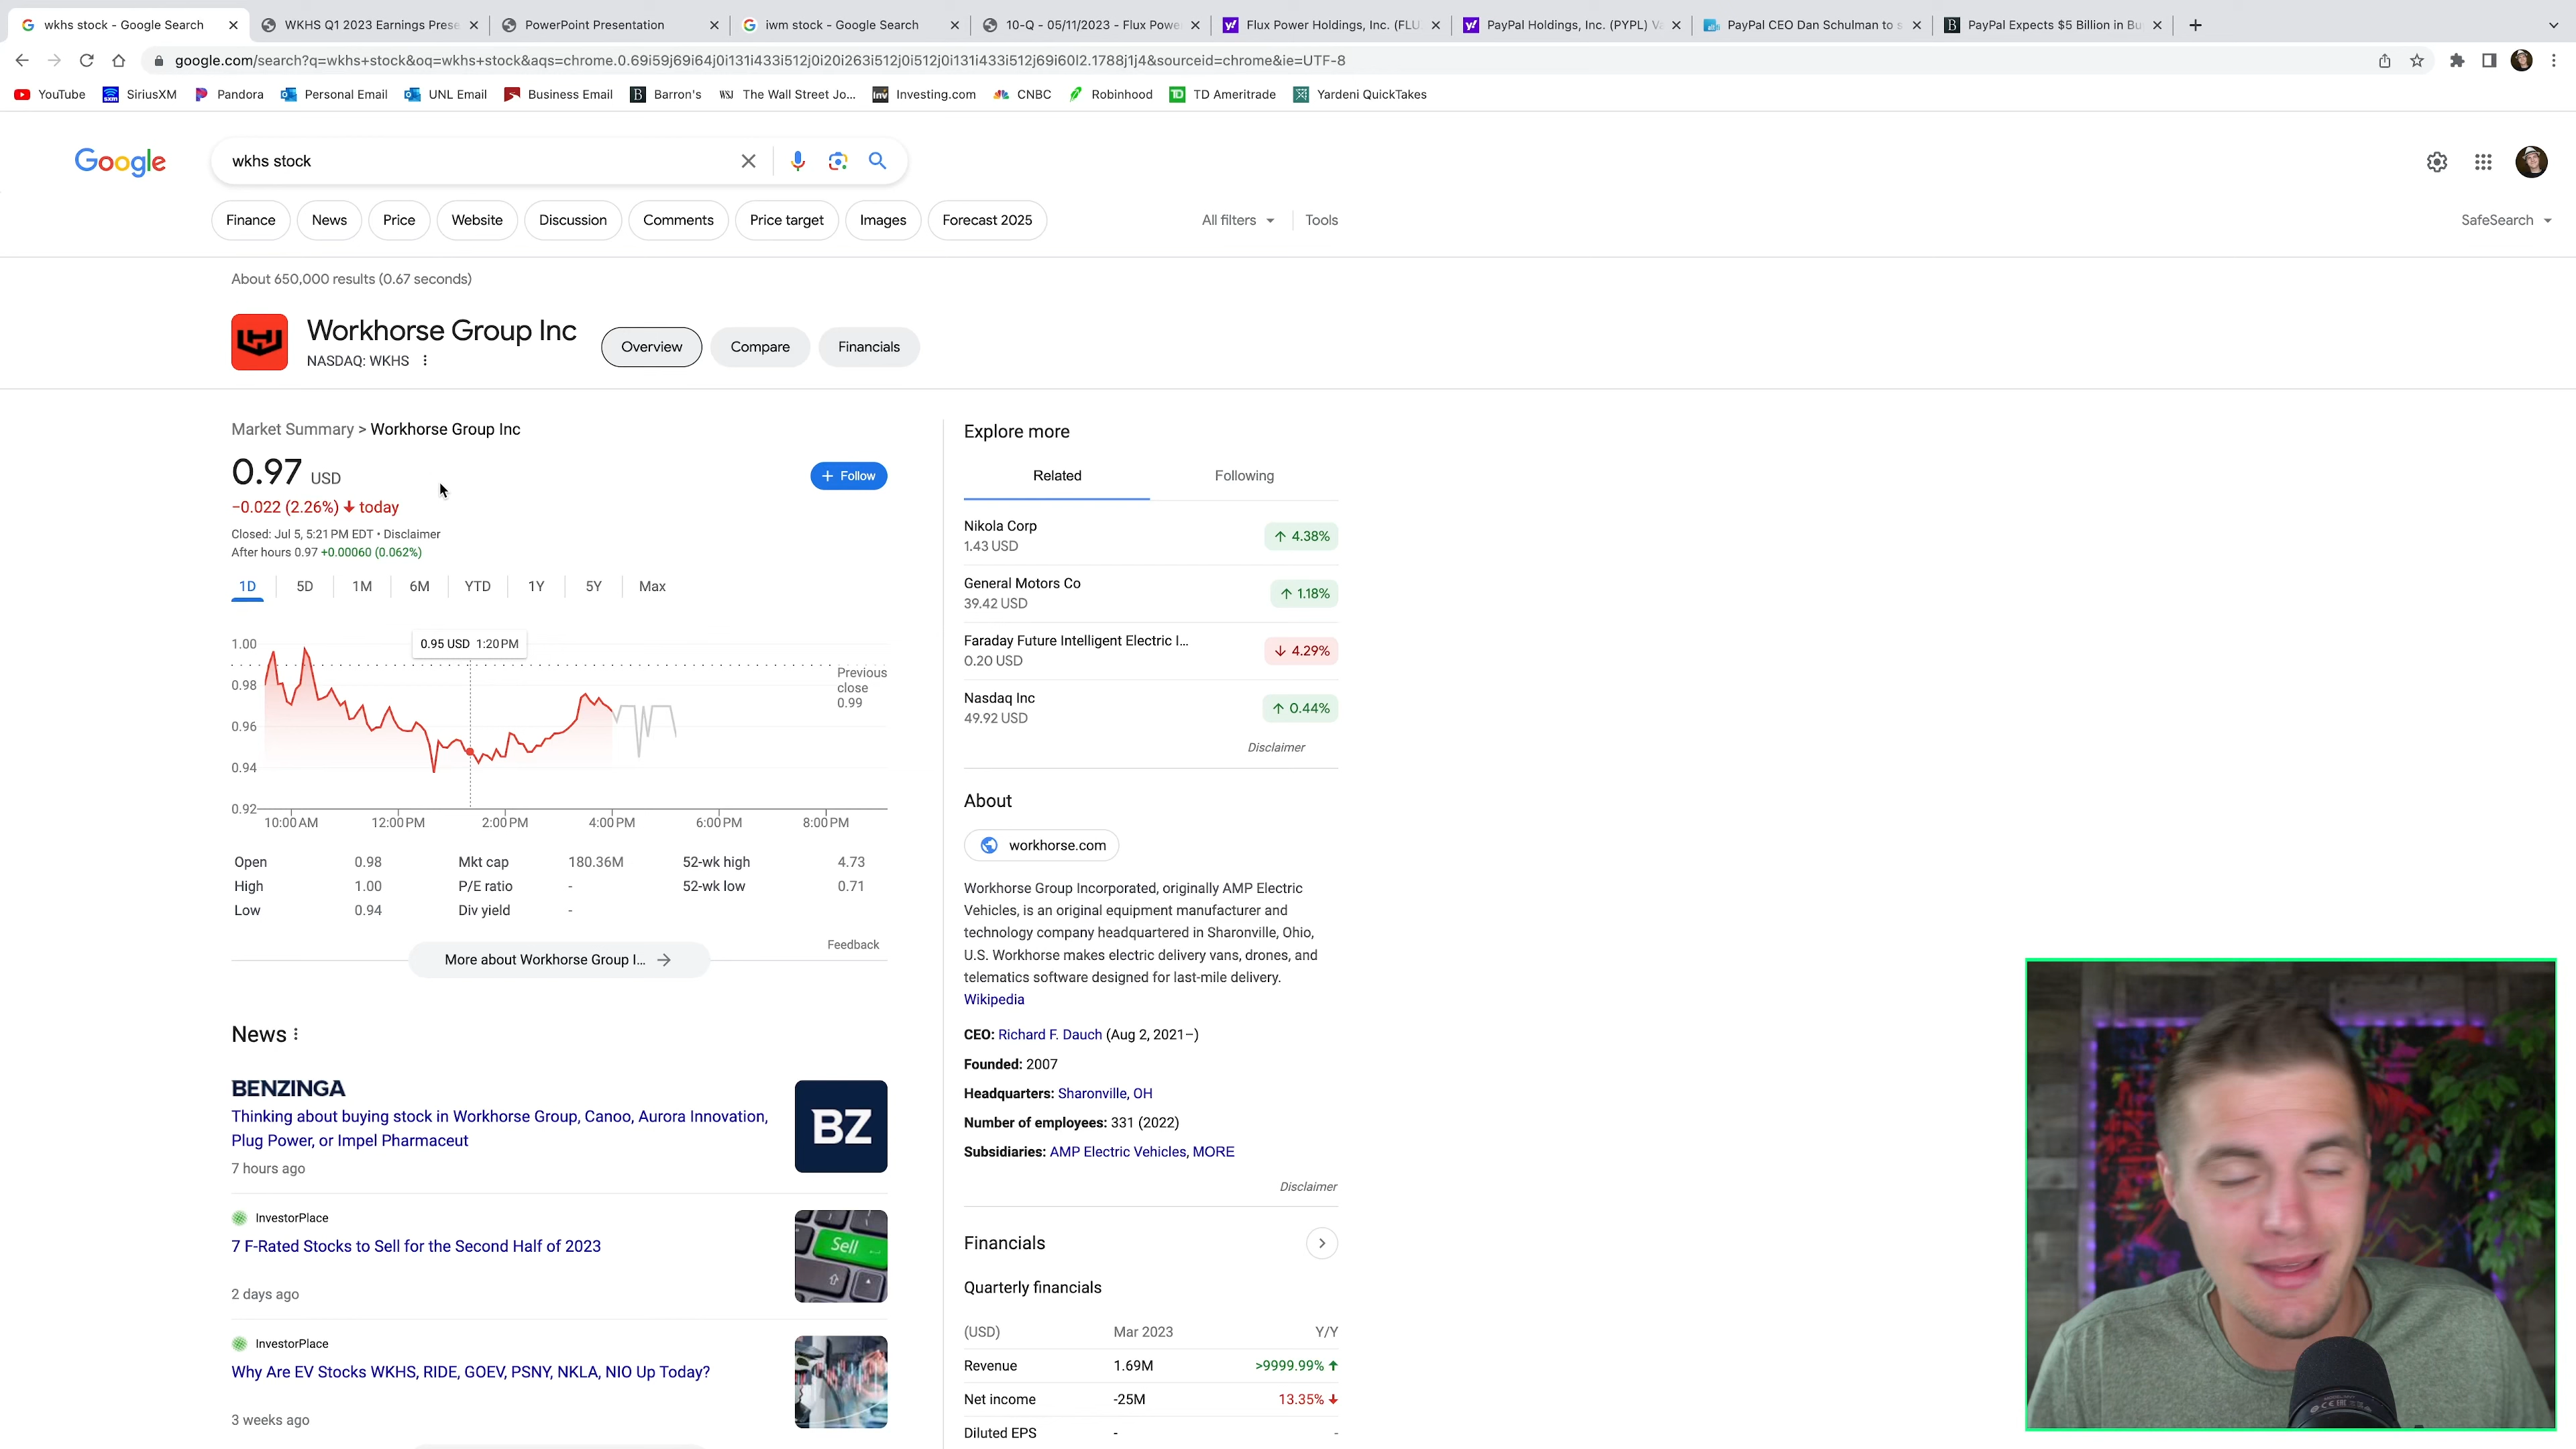 wkhs stock - Google Search
WKHS Q1 2023 Earnings Prese
PowerPoint Presentation
iwm stock - Google Search
10-Q - 05/11/2023 - Flux Powe
Flux Power Holdings, Inc. (FLU
PayPal Holdings, Inc. (PYPL) Va
PayPal CEO Dan Schulman to s
PayPal Expects $5 Billion in Bu
google.com/search?q=wkhs+stock&oq=wkhs+stock&aqs=chrome.0.69i59j69i64j0i131i433i512j0i20i263i512j0i512j0i131i433i512j69i60l2.1788j1j4&sourceid=chrome&ie=UTF-8
YouTube SiriusXM Pandora Personal Email UNL Email Business Email Barron's The Wall Street Jo... Investing.com CNBC Robinhood TD Ameritrade Yardeni QuickTakes
Google
wkhs stock
Finance News Price Website Discussion Comments Price target Images Forecast 2025 All filters Tools SafeSearch
About 650,000 results (0.67 seconds)
Workhorse Group Inc
NASDAQ: WKHS
Overview Compare Financials
Market Summary > Workhorse Group Inc
0.97 USD
+ Follow
−0.022 (2.26%) today
Closed: Jul 5, 5:21 PM EDT • Disclaimer
After hours 0.97 +0.00060 (0.062%)
1D 5D 1M 6M YTD 1Y 5Y Max
0.95 USD 1:20 PM
1.00
0.98
0.96
0.94
0.92
Previous
close
0.99
10:00 AM 12:00 PM 2:00 PM 4:00 PM 6:00 PM 8:00 PM
Open 0.98 Mkt cap 180.36M 52-wk high 4.73
High 1.00 P/E ratio - 52-wk low 0.71
Low 0.94 Div yield -
Feedback
More about Workhorse Group I... →
News
BENZINGA
Thinking about buying stock in Workhorse Group, Canoo, Aurora Innovation,
Plug Power, or Impel Pharmaceut
7 hours ago
BZ
InvestorPlace
7 F-Rated Stocks to Sell for the Second Half of 2023
2 days ago
Sell
InvestorPlace
Why Are EV Stocks WKHS, RIDE, GOEV, PSNY, NKLA, NIO Up Today?
3 weeks ago
Explore more
Related Following
Nikola Corp
1.43 USD
↑ 4.38%
General Motors Co
39.42 USD
↑ 1.18%
Faraday Future Intelligent Electric I...
0.20 USD
↓ 4.29%
Nasdaq Inc
49.92 USD
↑ 0.44%
Disclaimer
About
workhorse.com
Workhorse Group Incorporated, originally AMP Electric
Vehicles, is an original equipment manufacturer and
technology company headquartered in Sharonville, Ohio,
U.S. Workhorse makes electric delivery vans, drones, and
telematics software designed for last-mile delivery.
Wikipedia
CEO: Richard F. Dauch (Aug 2, 2021–)
Founded: 2007
Headquarters: Sharonville, OH
Number of employees: 331 (2022)
Subsidiaries: AMP Electric Vehicles, MORE
Disclaimer
Financials
Quarterly financials
(USD) Mar 2023 Y/Y
Revenue 1.69M >9999.99% ↑
Net income -25M 13.35% ↓
Diluted EPS - -